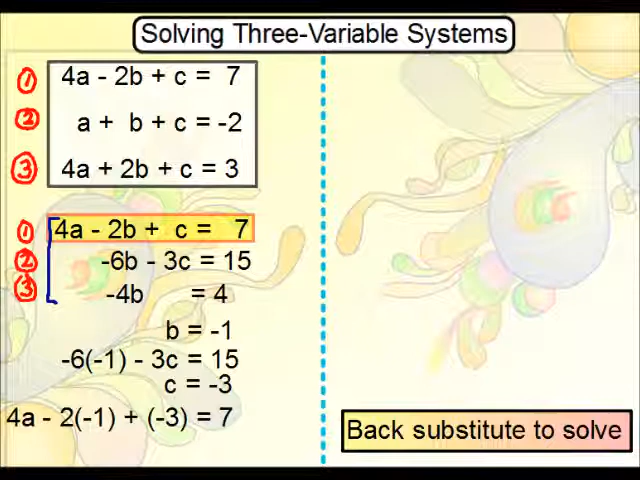 Solving Three-Variable Systems
① 4a - 2b + c = 7
② a + b + c = -2
③ 4a + 2b + c = 3
① 4a - 2b + c = 7
② -6b - 3c = 15
③ -4b = 4
b = -1
-6(-1) - 3c = 15
c = -3
4a - 2(-1) + (-3) = 7
Back substitute to solve